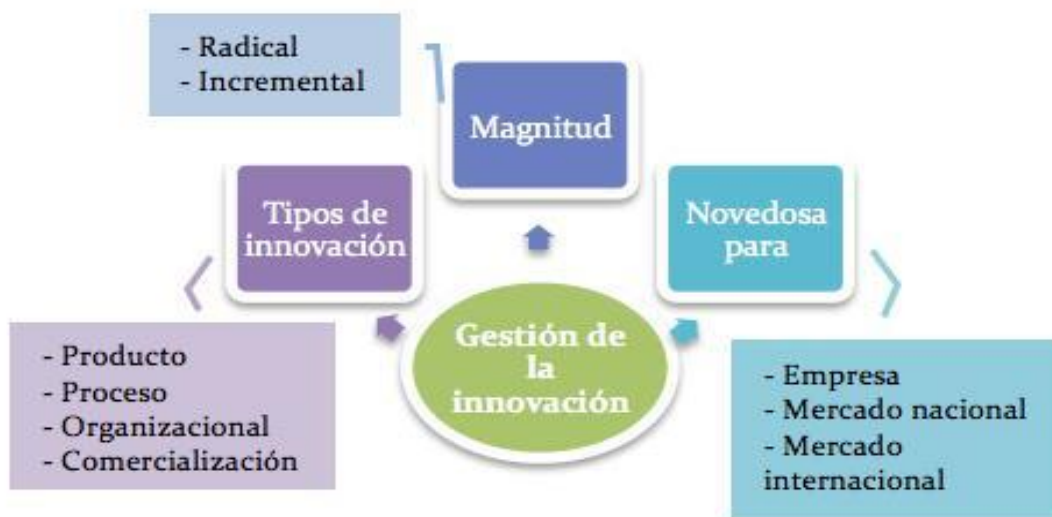 - Radical
- Incremental
Magnitud
Tipos de
innovación
Novedosa
para
Gestión de
la
innovación
- Producto
- Proceso
- Organizacional
- Comercialización
- Empresa
- Mercado nacional
- Mercado
internacional